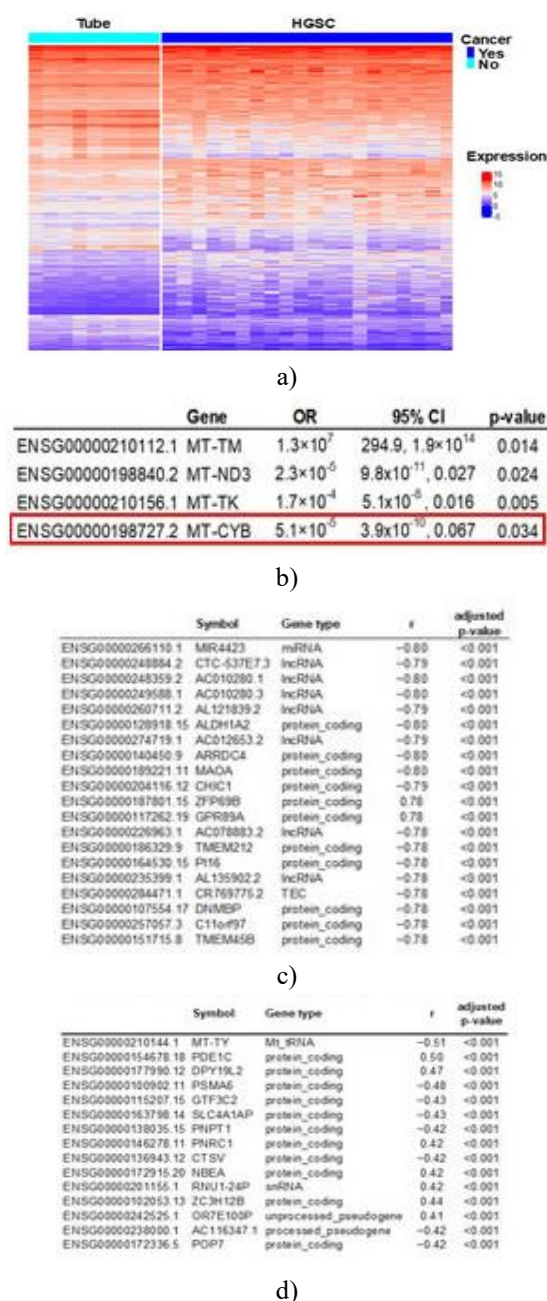 Tube HGSC
Cancer
Yes
No
Expression
15
10
5
0
-5
a)
Gene OR 95% CI p-value
ENSG00000210112.1 MT-TM 1.3×10⁷ 294.9, 1.9×10¹⁴ 0.014
ENSG00000198840.2 MT-ND3 2.3×10⁻⁵ 9.8x10⁻¹¹, 0.027 0.024
ENSG00000210156.1 MT-TK 1.7×10⁻⁴ 5.1x10⁻⁸, 0.016 0.005
ENSG00000198727.2 MT-CYB 5.1×10⁻⁵ 3.9x10⁻¹⁰, 0.067 0.034
b)
Symbol Gene type r adjusted
p-value
ENSG00000266110.1 MIR4423 miRNA −0.80 <0.001
ENSG00000248884.2 CTC-537E7.3 lncRNA −0.79 <0.001
ENSG00000248359.2 AC010280.1 lncRNA −0.80 <0.001
ENSG00000249588.1 AC010280.3 lncRNA −0.80 <0.001
ENSG00000260711.2 AL121839.2 lncRNA −0.79 <0.001
ENSG00000128918.15 ALDH1A2 protein_coding −0.80 <0.001
ENSG00000274719.1 AC012653.2 lncRNA −0.79 <0.001
ENSG00000140450.9 ARRDC4 protein_coding −0.80 <0.001
ENSG00000189221.11 MAOA protein_coding −0.80 <0.001
ENSG00000204116.12 CHIC1 protein_coding −0.79 <0.001
ENSG00000187801.15 ZFP69B protein_coding 0.78 <0.001
ENSG00000117262.19 GPR89A protein_coding 0.78 <0.001
ENSG00000226963.1 AC078883.2 lncRNA −0.78 <0.001
ENSG00000186329.9 TMEM212 protein_coding −0.78 <0.001
ENSG00000164530.15 PI16 protein_coding −0.78 <0.001
ENSG00000235399.1 AL135902.2 lncRNA −0.78 <0.001
ENSG00000284471.1 CR769775.2 TEC −0.78 <0.001
ENSG00000107554.17 DNMBP protein_coding −0.78 <0.001
ENSG00000257057.3 C11orf97 protein_coding −0.78 <0.001
ENSG00000151715.8 TMEM45B protein_coding −0.78 <0.001
c)
Symbol Gene type r adjusted
p-value
ENSG00000210144.1 MT-TY Mt_tRNA −0.51 <0.001
ENSG00000154678.18 PDE1C protein_coding 0.50 <0.001
ENSG00000177990.12 DPY19L2 protein_coding 0.47 <0.001
ENSG00000100902.11 PSMA6 protein_coding −0.48 <0.001
ENSG00000115207.15 GTF3C2 protein_coding −0.43 <0.001
ENSG00000163798.14 SLC4A1AP protein_coding −0.43 <0.001
ENSG00000138035.15 PNPT1 protein_coding −0.42 <0.001
ENSG00000146278.11 PNRC1 protein_coding 0.42 <0.001
ENSG00000136943.12 CTSV protein_coding −0.42 <0.001
ENSG00000172915.20 NBEA protein_coding 0.42 <0.001
ENSG00000201155.1 RNU1-24P snRNA 0.42 <0.001
ENSG00000102053.13 ZC3H12B protein_coding 0.44 <0.001
ENSG00000242525.1 OR7E100P unprocessed_pseudogene 0.41 <0.001
ENSG00000238000.1 AC116347.1 processed_pseudogene −0.42 <0.001
ENSG00000172336.5 POP7 protein_coding −0.42 <0.001
d)